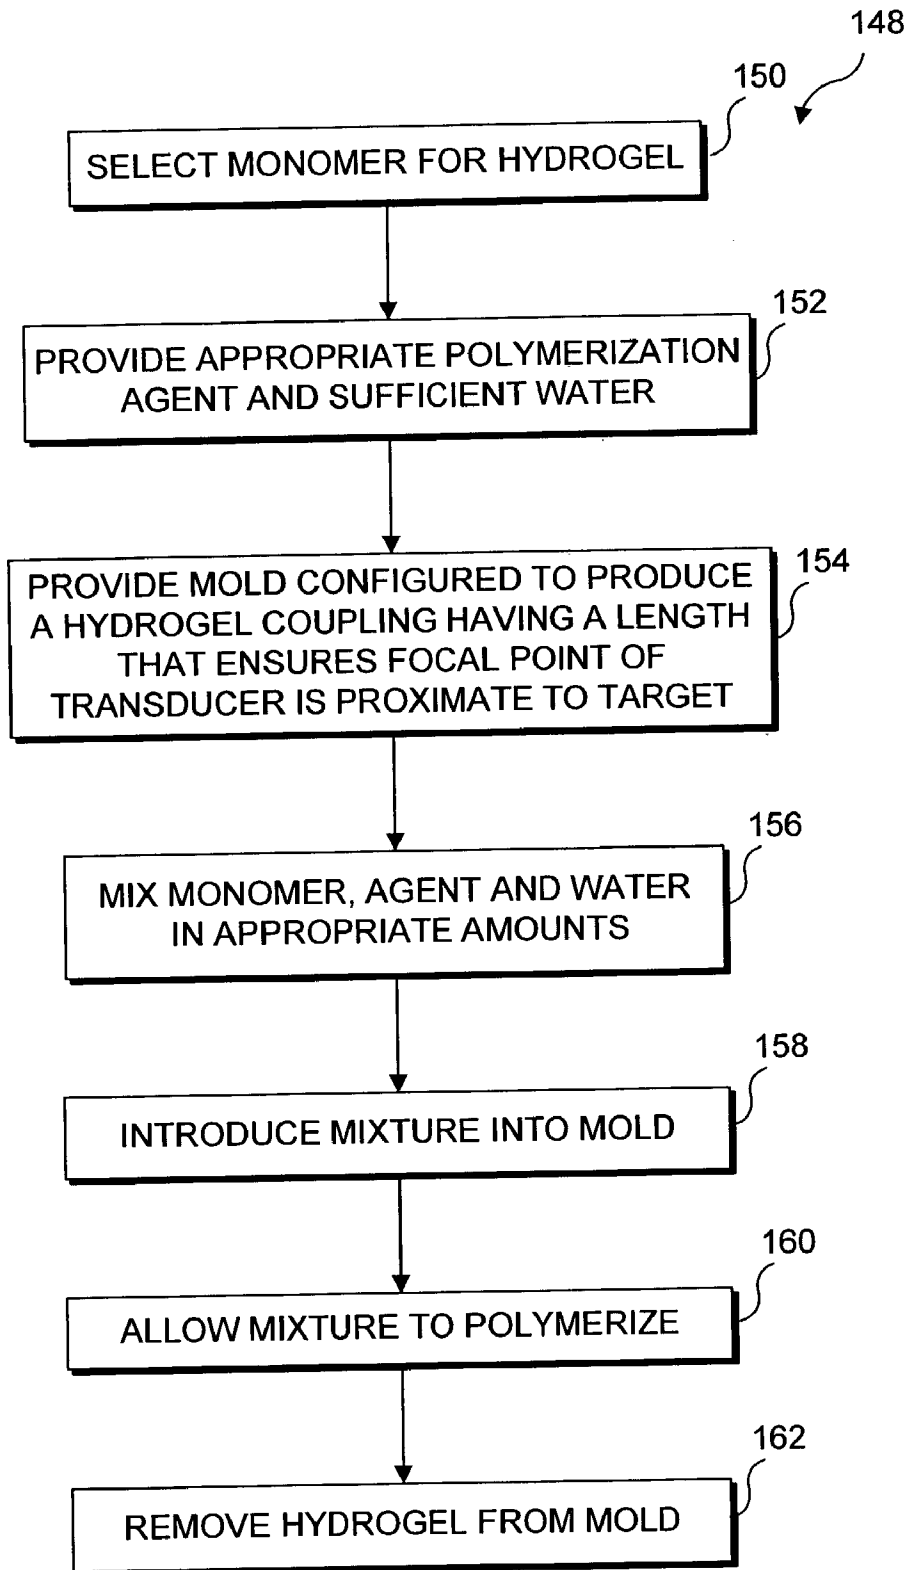 148
150
SELECT MONOMER FOR HYDROGEL
152
PROVIDE APPROPRIATE POLYMERIZATION
AGENT AND SUFFICIENT WATER
154
PROVIDE MOLD CONFIGURED TO PRODUCE
A HYDROGEL COUPLING HAVING A LENGTH
THAT ENSURES FOCAL POINT OF
TRANSDUCER IS PROXIMATE TO TARGET
156
MIX MONOMER, AGENT AND WATER
IN APPROPRIATE AMOUNTS
158
INTRODUCE MIXTURE INTO MOLD
160
ALLOW MIXTURE TO POLYMERIZE
162
REMOVE HYDROGEL FROM MOLD